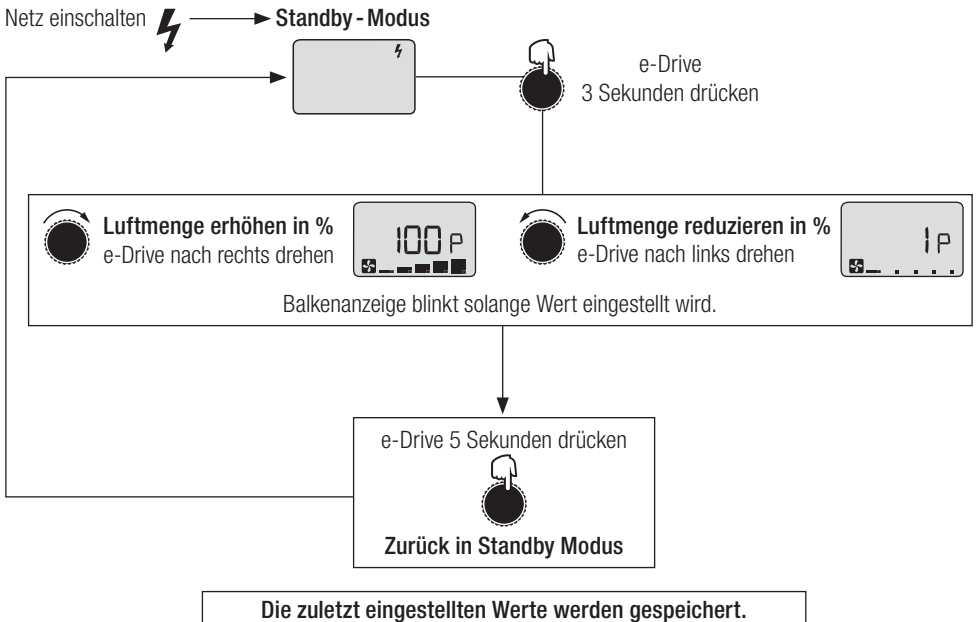 Netz einschalten
Standby - Modus
e-Drive
3 Sekunden drücken
Luftmenge erhöhen in %
e-Drive nach rechts drehen
100 P
Luftmenge reduzieren in %
e-Drive nach links drehen
1 P
Balkenanzeige blinkt solange Wert eingestellt wird.
e-Drive 5 Sekunden drücken
Zurück in Standby Modus
Die zuletzt eingestellten Werte werden gespeichert.